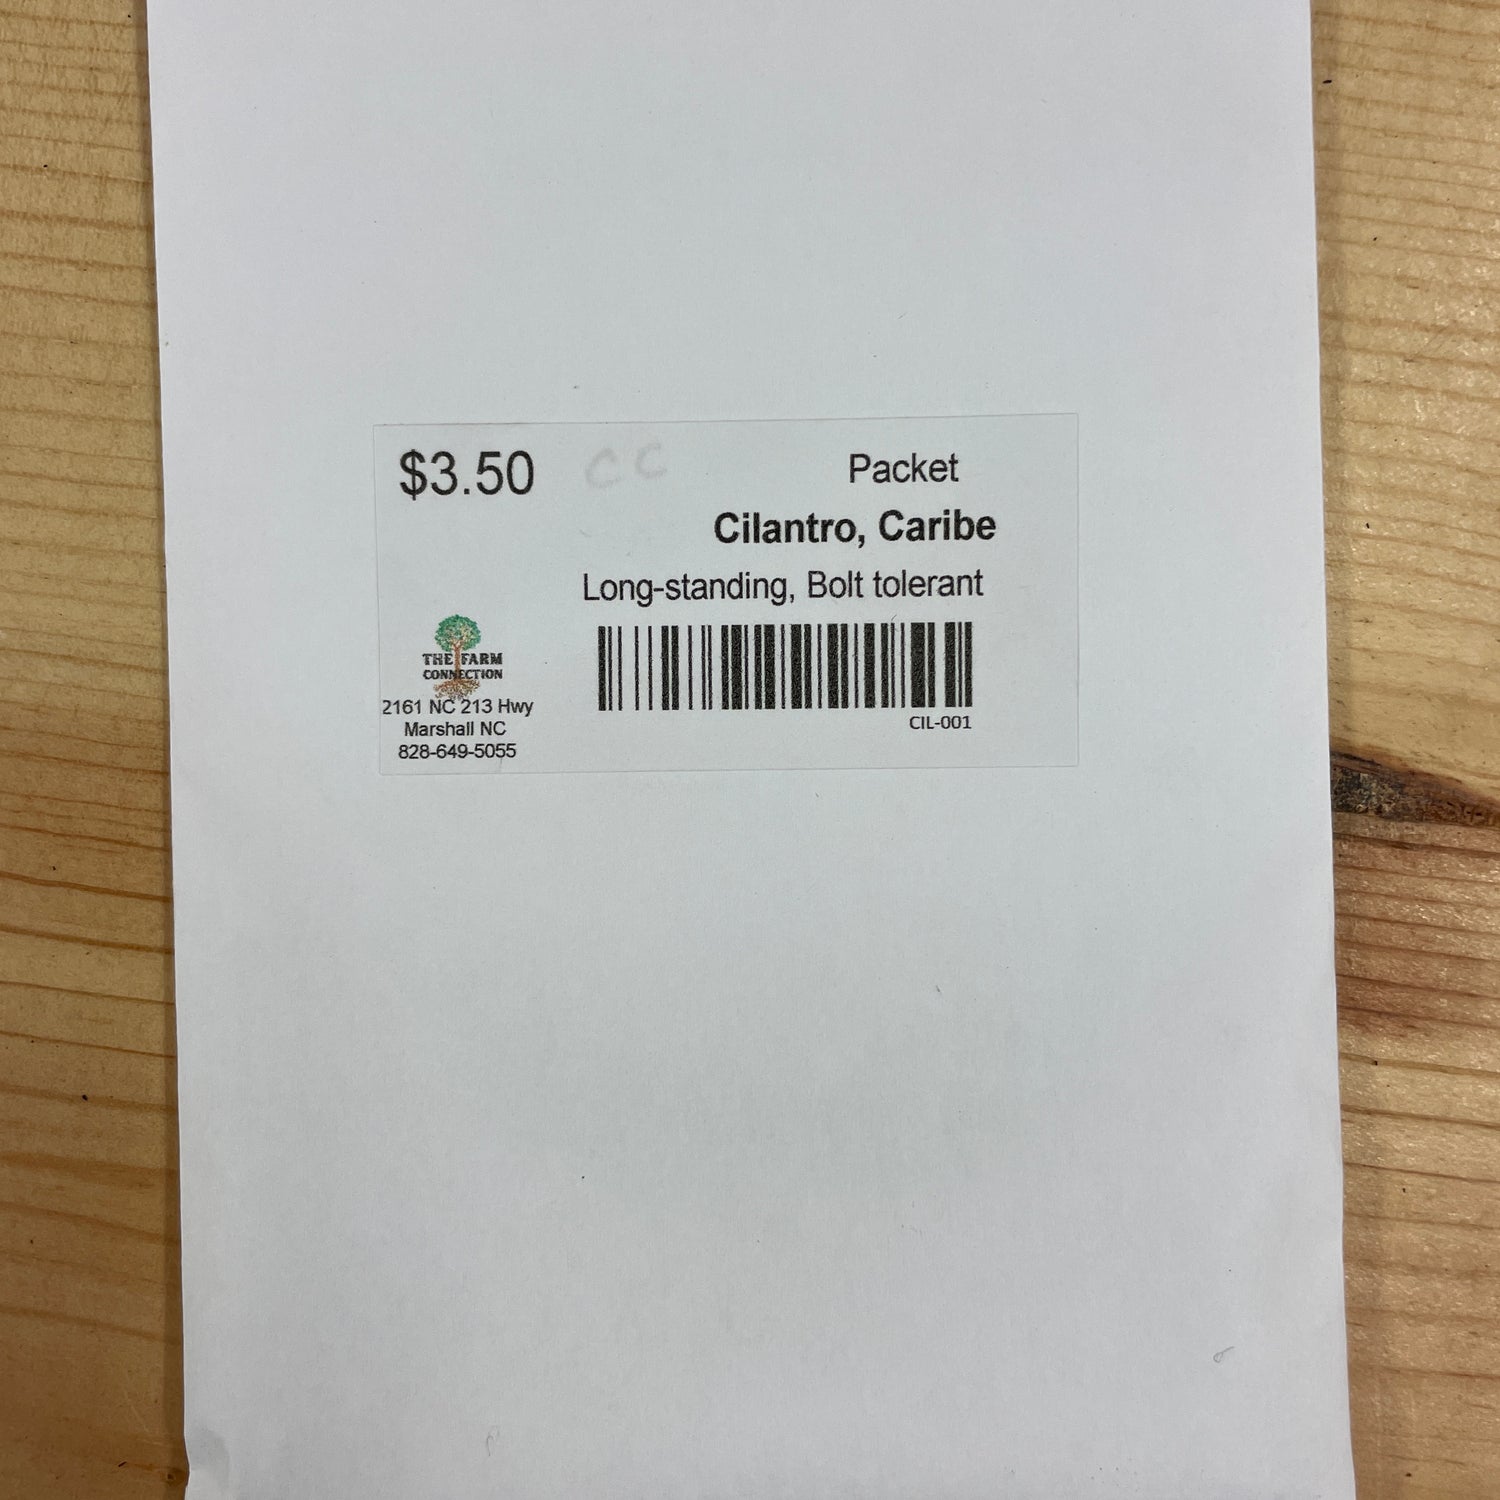 $3.50 CC Packet
Cilantro, Caribe
Long-standing, Bolt tolerant
THE FARM
CONNECTION
2161 NC 213 Hwy
Marshall NC
828-649-5055
CIL-001